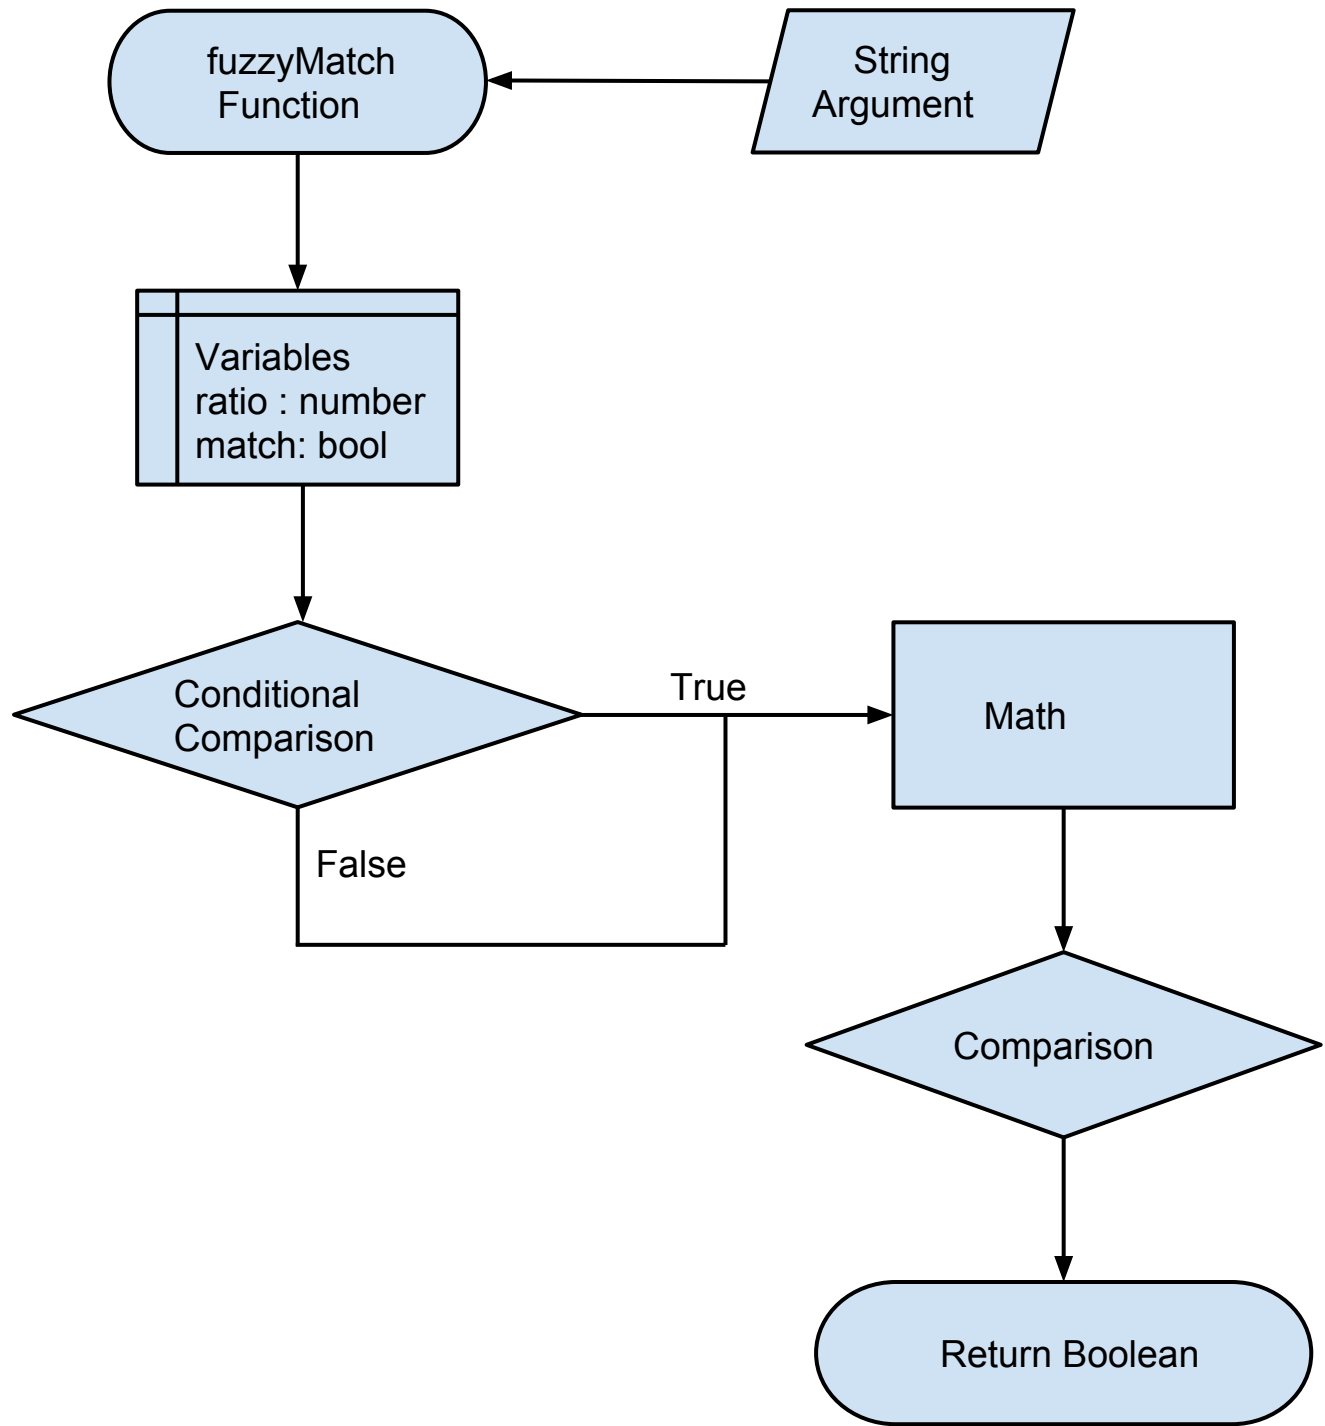 fuzzyMatch
Function
String
Argument
Variables
ratio : number
match: bool
Conditional
Comparison
True
Math
False
Comparison
Return Boolean